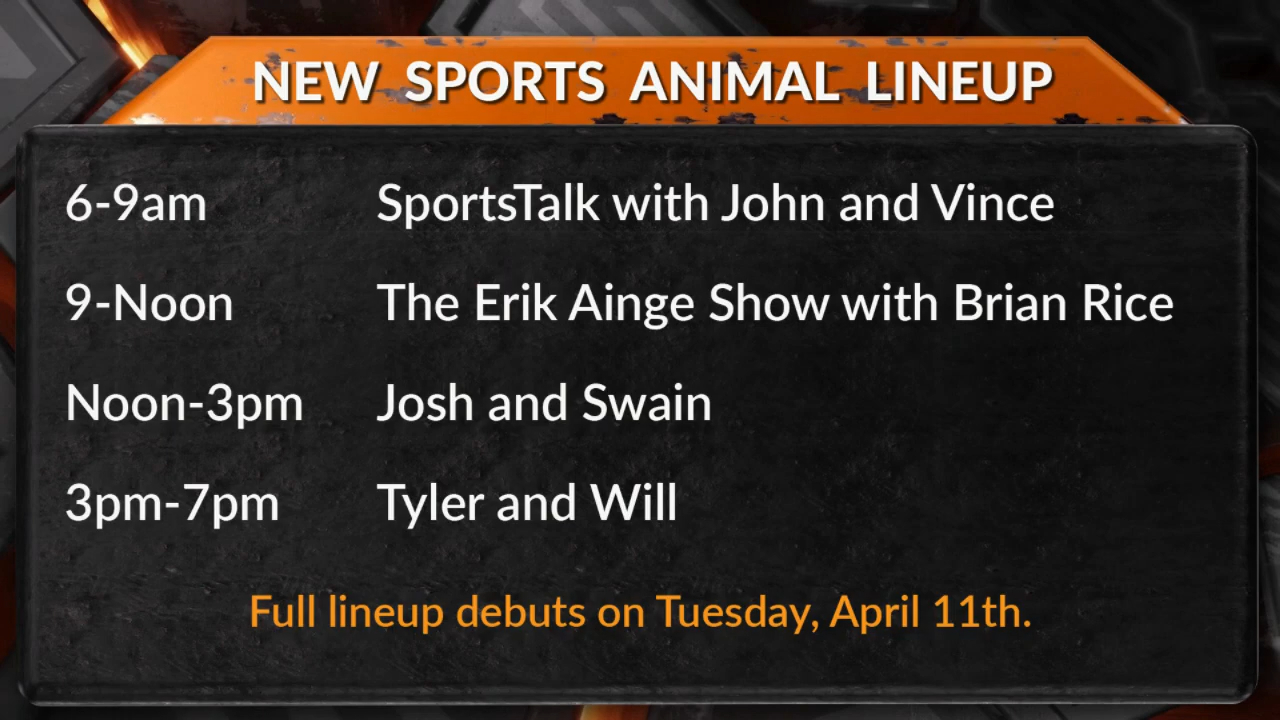 NEW SPORTS ANIMAL LINEUP
6-9am SportsTalk with John and Vince
9-Noon The Erik Ainge Show with Brian Rice
Noon-3pm Josh and Swain
3pm-7pm Tyler and Will
Full lineup debuts on Tuesday, April 11th.